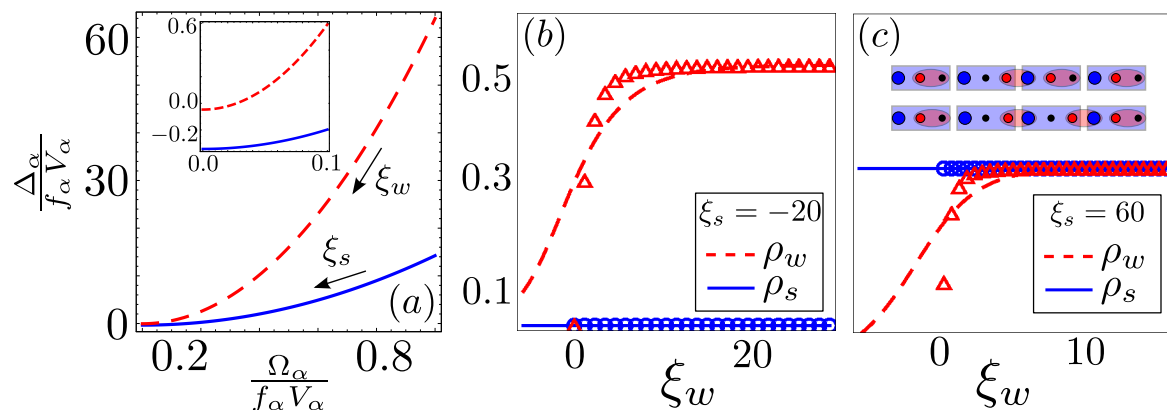 (a)
Δ_α / f_α V_α
60
30
0
0.2
0.8
Ω_α / f_α V_α
0.6
0.0
−0.2
0.0
0.1
ξ_w
ξ_s
(b)
0.5
0.3
0.1
0
20
ξ_w
ξ_s = −20
ρ_w
ρ_s
(c)
0
10
ξ_w
ξ_s = 60
ρ_w
ρ_s